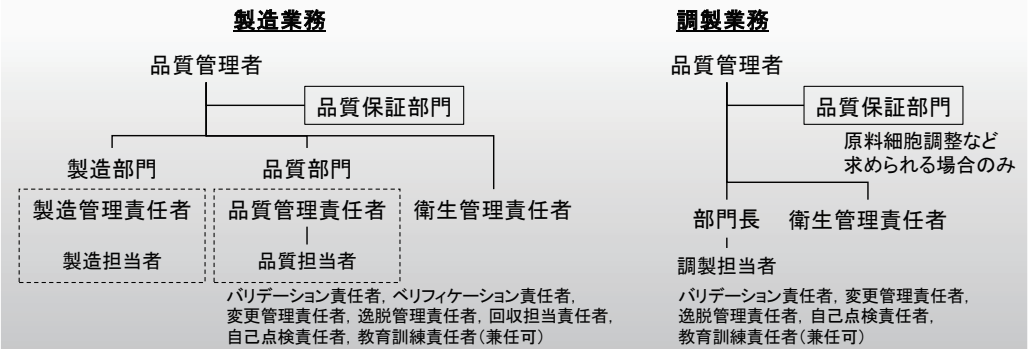 製造業務
品質管理者
品質保証部門
製造部門
品質部門
製造管理責任者
品質管理責任者
衛生管理責任者
製造担当者
品質担当者
バリデーション責任者, ベリフィケーション責任者,
変更管理責任者, 逸脱管理責任者, 回収担当責任者,
自己点検責任者, 教育訓練責任者(兼任可)
調製業務
品質管理者
品質保証部門
原料細胞調整など
求められる場合のみ
部門長
衛生管理責任者
調製担当者
バリデーション責任者, 変更管理責任者,
逸脱管理責任者, 自己点検責任者,
教育訓練責任者(兼任可)